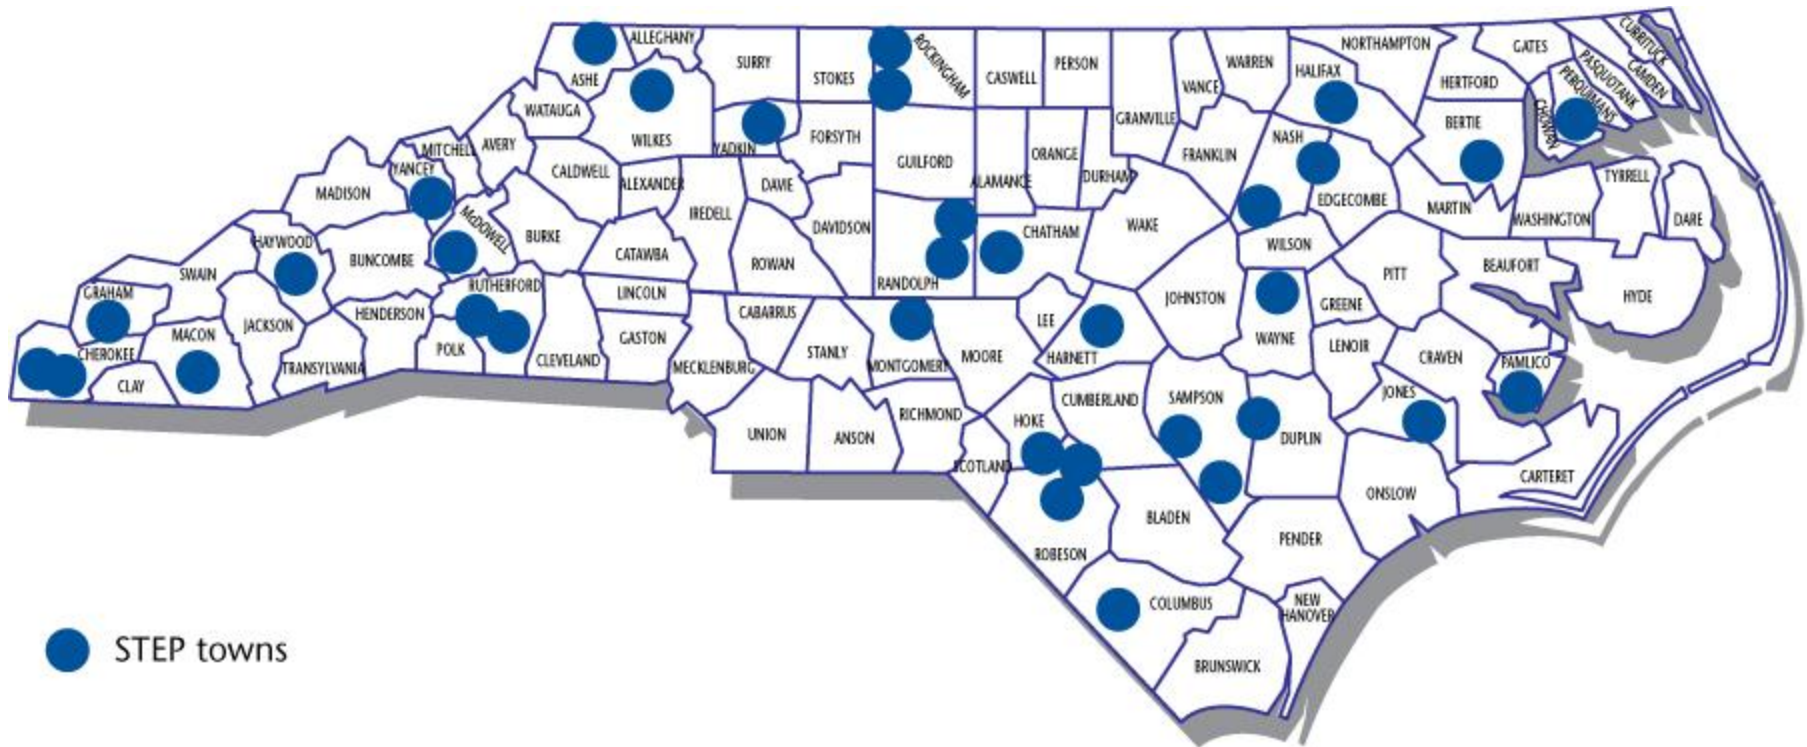 ALLEGHANY
ASHE
SURRY
STOKES
ROCKINGHAM
CASWELL
PERSON
GRANVILLE
VANCE
WARREN
HALIFAX
NORTHAMPTON
GATES
HERTFORD
CURRITUCK
CAMDEN
PASQUOTANK
PERQUIMANS
CHOWAN
BERTIE
WATAUGA
WILKES
YADKIN
FORSYTH
GUILFORD
ALAMANCE
ORANGE
DURHAM
FRANKLIN
NASH
EDGECOMBE
MARTIN
WASHINGTON
TYRRELL
DARE
MITCHELL
AVERY
YANCEY
MADISON
CALDWELL
ALEXANDER
IREDELL
DAVIE
DAVIDSON
RANDOLPH
CHATHAM
WAKE
WILSON
PITT
BEAUFORT
HYDE
McDOWELL
BURKE
CATAWBA
ROWAN
HAYWOOD
BUNCOMBE
SWAIN
GRAHAM
RUTHERFORD
LINCOLN
CABARRUS
LEE
JOHNSTON
GREENE
WAYNE
LENOIR
CRAVEN
PAMLICO
JONES
CHEROKEE
MACON
JACKSON
HENDERSON
TRANSYLVANIA
CLAY
POLK
CLEVELAND
GASTON
MECKLENBURG
STANLY
MONTGOMERY
MOORE
HARNETT
UNION
ANSON
RICHMOND
HOKE
CUMBERLAND
SAMPSON
DUPLIN
SCOTLAND
ONSLOW
CARTERET
BLADEN
PENDER
ROBESON
COLUMBUS
NEW
HANOVER
BRUNSWICK
STEP towns